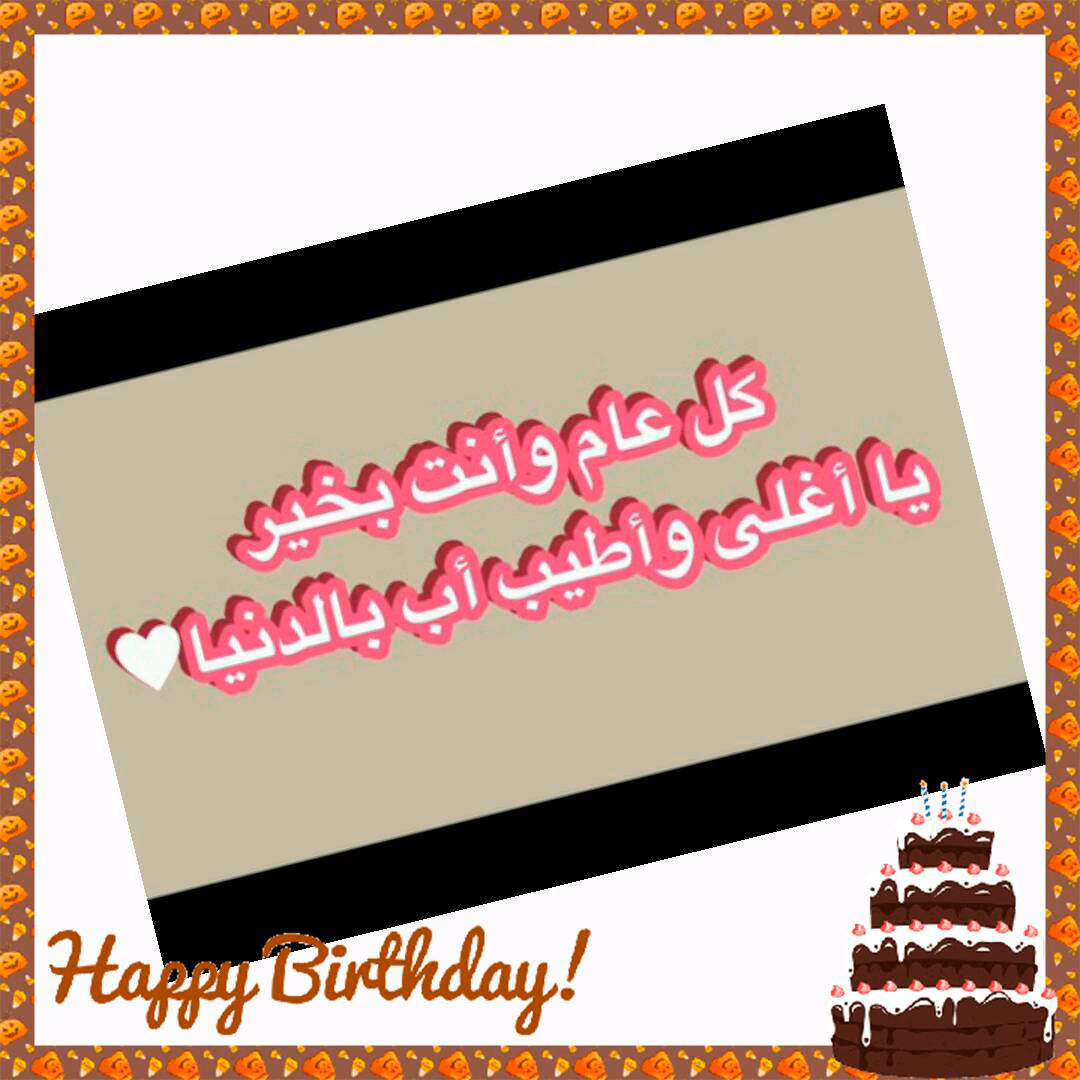 كل عام وأنت بخير
يا أغلى وأطيب أب بالدنيا🤍
Happy Birthday!